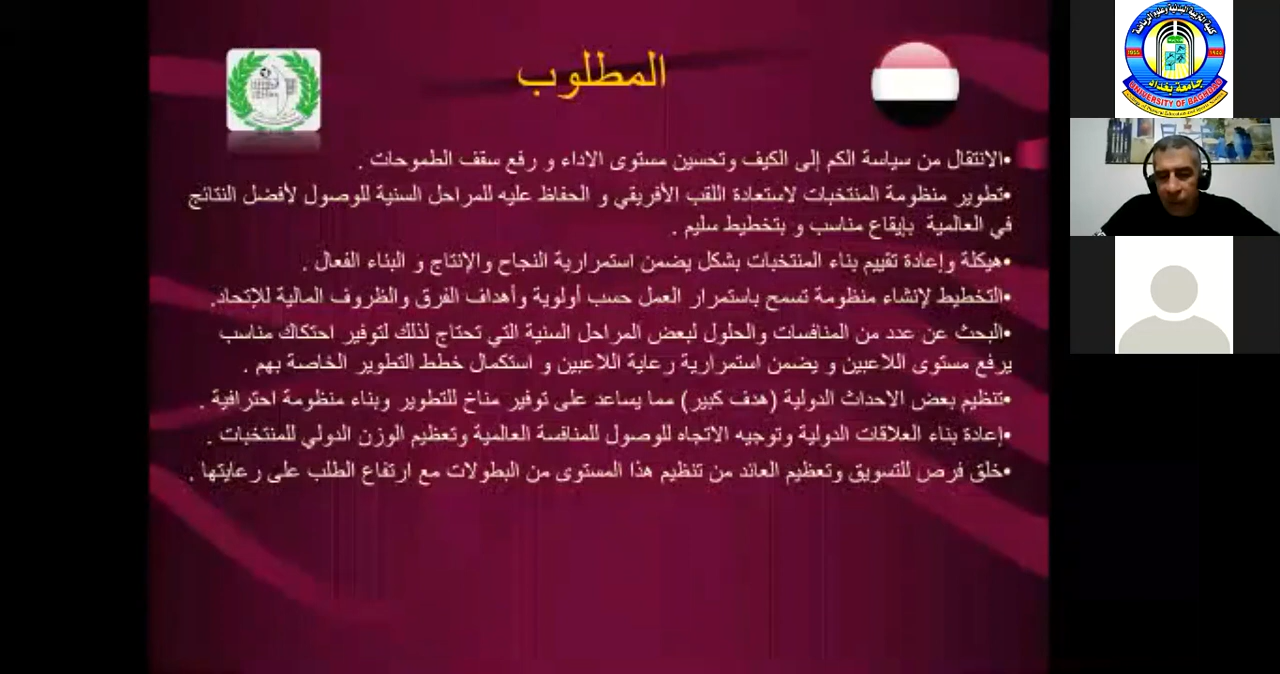 المطلوب
•الانتقال من سياسة الكم إلى الكيف وتحسين مستوى الاداء و رفع سقف الطموحات .
•تطوير منظومة المنتخبات لاستعادة اللقب الأفريقي و الحفاظ عليه للمراحل السنية للوصول لأفضل النتائج
في العالمية بإيقاع مناسب و بتخطيط سليم .
•هيكلة وإعادة تقييم بناء المنتخبات بشكل يضمن استمرارية النجاح والإنتاج و البناء الفعال .
•التخطيط لإنشاء منظومة تسمح باستمرار العمل حسب أولوية وأهداف الفرق والظروف المالية للإتحاد.
•البحث عن عدد من المنافسات والحلول لبعض المراحل السنية التي تحتاج لذلك لتوفير احتكاك مناسب
يرفع مستوى اللاعبين و يضمن استمرارية رعاية اللاعبين و استكمال خطط التطوير الخاصة بهم .
•تنظيم بعض الاحداث الدولية (هدف كبير) مما يساعد على توفير مناخ للتطوير وبناء منظومة احترافية .
•إعادة بناء العلاقات الدولية وتوجيه الاتجاه للوصول للمنافسة العالمية وتعظيم الوزن الدولي للمنتخبات .
•خلق فرص للتسويق وتعظيم العائد من تنظيم هذا المستوى من البطولات مع ارتفاع الطلب على رعايتها .
كلية التربية البدنية وعلوم الرياضة
جامعة بغداد
UNIVERSITY OF BAGHDAD